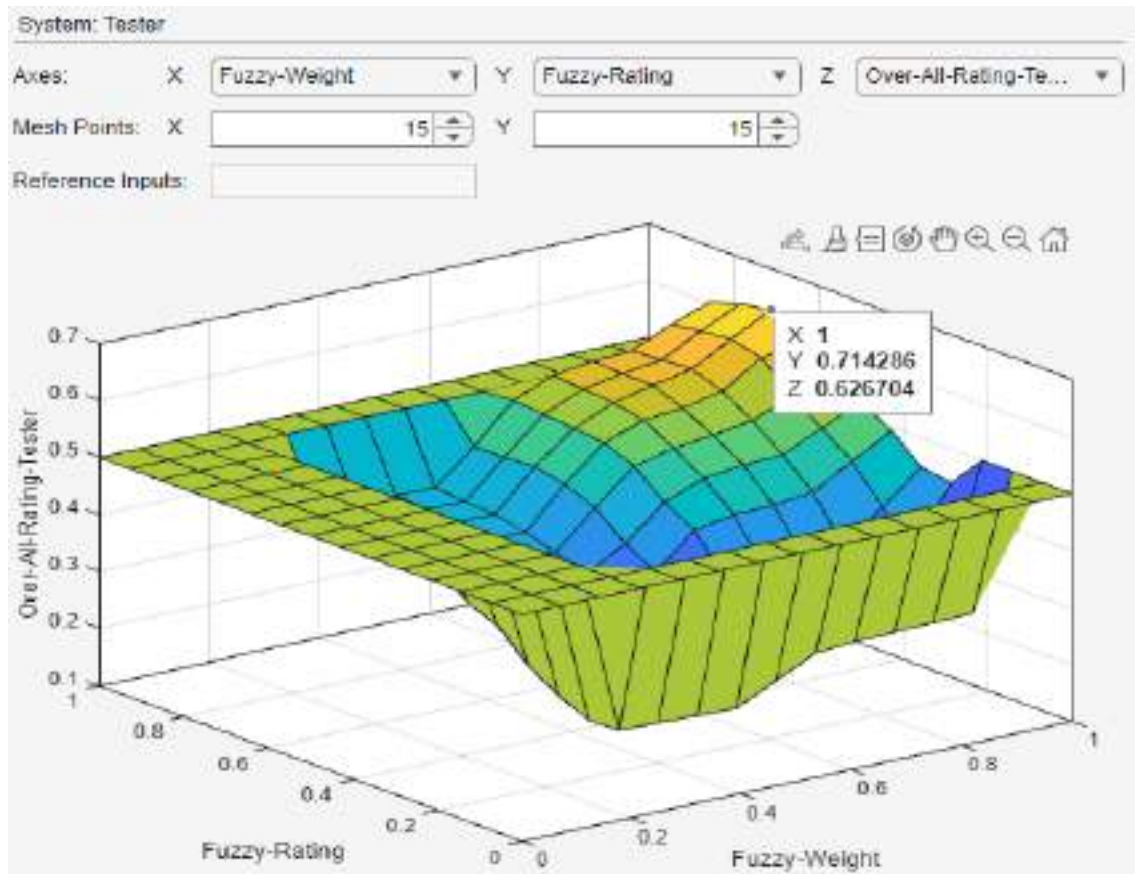 System: Tester
Axes: X Fuzzy-Weight Y Fuzzy-Rating Z Over-All-Rating-Te...
Mesh Points: X 15 Y 15
Reference Inputs:
X 1
Y 0.714286
Z 0.626704
0.7
0.6
0.5
0.4
0.3
0.2
0.1
Over-All-Rating-Tester
1
0.8
0.6
0.4
0.2
0
Fuzzy-Rating
0
0.2
0.4
0.6
0.8
1
Fuzzy-Weight